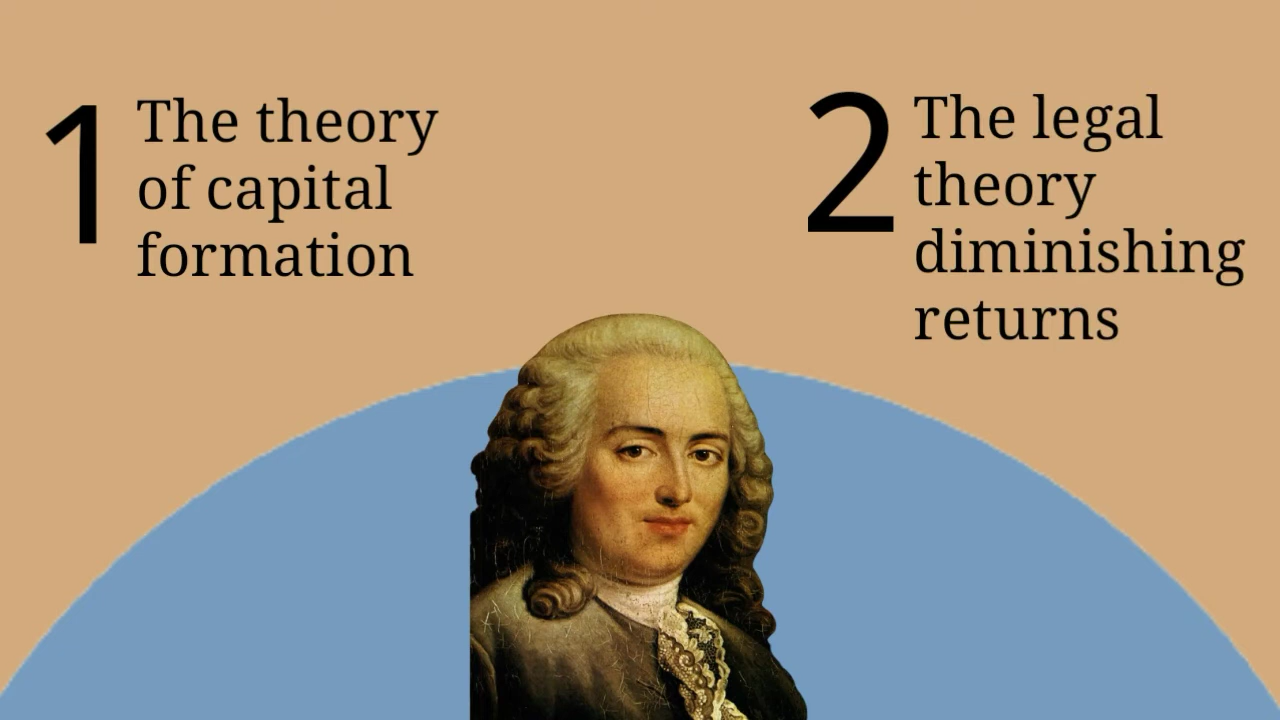 1
The theory
of capital
formation
2
The legal
theory
diminishing
returns